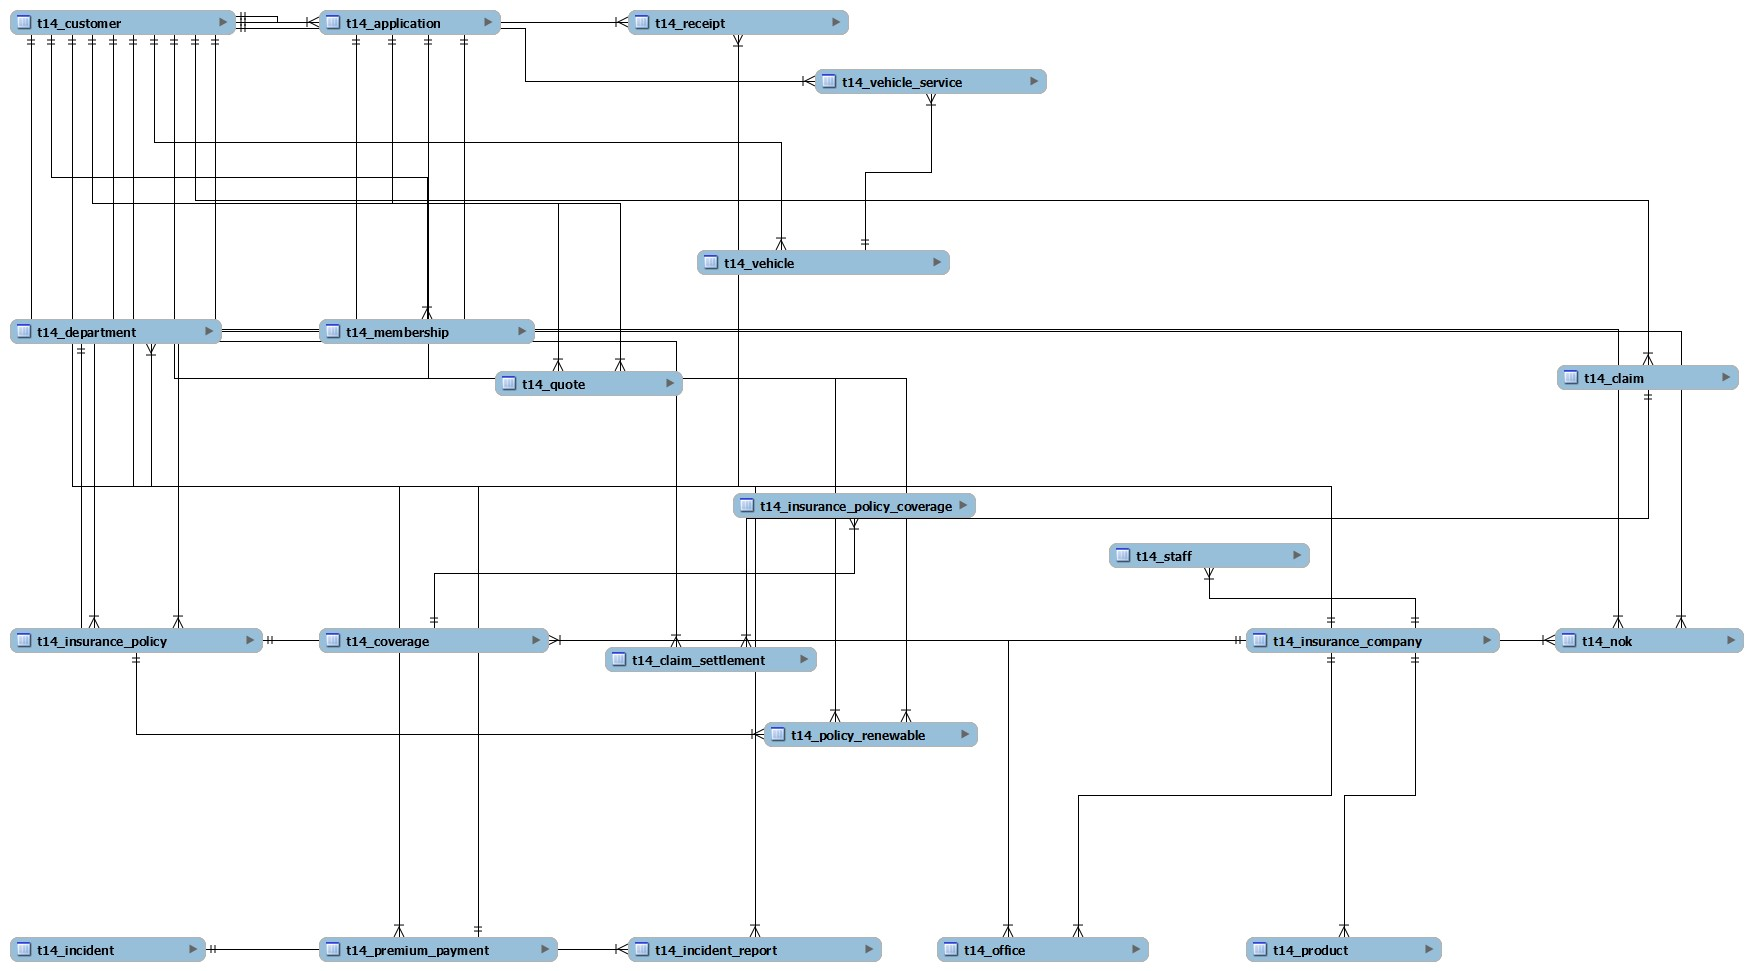 t14_customer
t14_application
t14_receipt
t14_vehicle_service
t14_vehicle
t14_department
t14_membership
t14_quote
t14_claim
t14_insurance_policy_coverage
t14_staff
t14_insurance_policy
t14_coverage
t14_claim_settlement
t14_insurance_company
t14_nok
t14_policy_renewable
t14_incident
t14_premium_payment
t14_incident_report
t14_office
t14_product